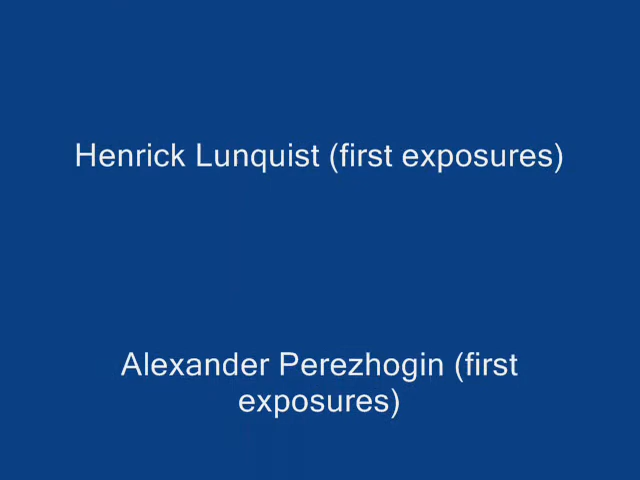 Henrick Lunquist (first exposures)
Alexander Perezhogin (first
exposures)